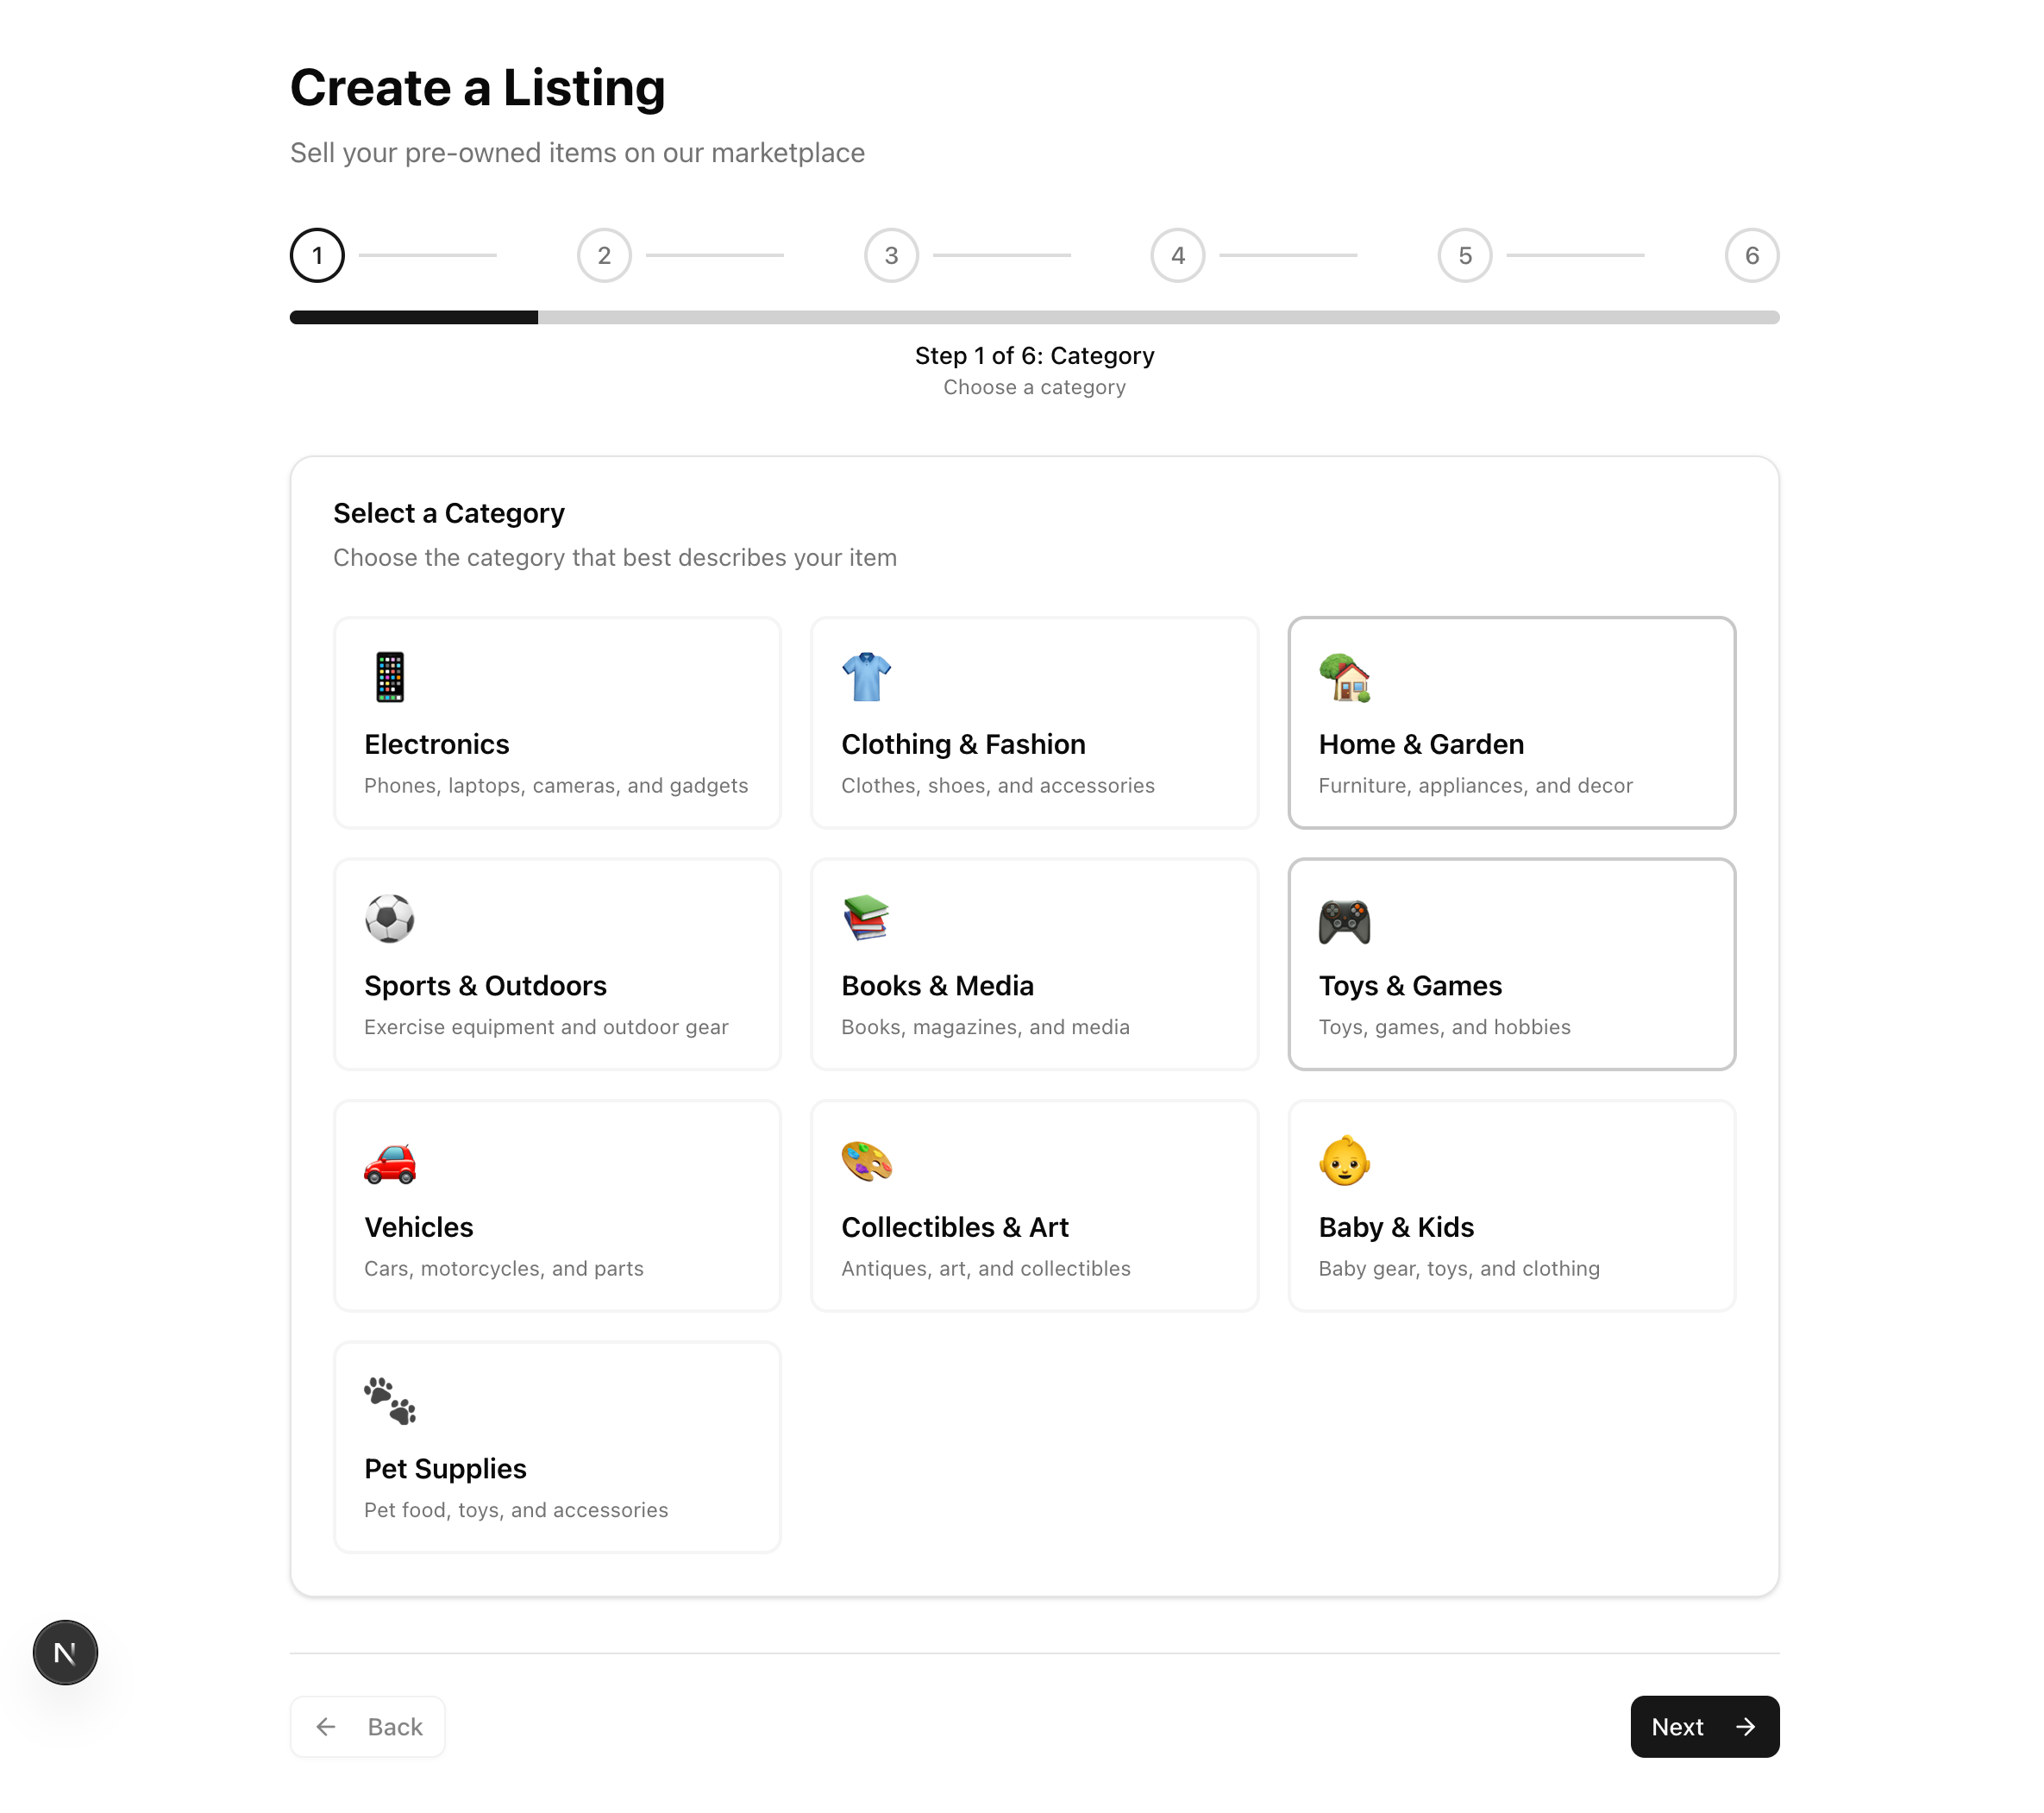 Create a Listing
Sell your pre-owned items on our marketplace
1 2 3 4 5 6
Step 1 of 6: Category
Choose a category
Select a Category
Choose the category that best describes your item
Electronics
Phones, laptops, cameras, and gadgets
Clothing & Fashion
Clothes, shoes, and accessories
Home & Garden
Furniture, appliances, and decor
Sports & Outdoors
Exercise equipment and outdoor gear
Books & Media
Books, magazines, and media
Toys & Games
Toys, games, and hobbies
Vehicles
Cars, motorcycles, and parts
Collectibles & Art
Antiques, art, and collectibles
Baby & Kids
Baby gear, toys, and clothing
Pet Supplies
Pet food, toys, and accessories
N
Back
Next